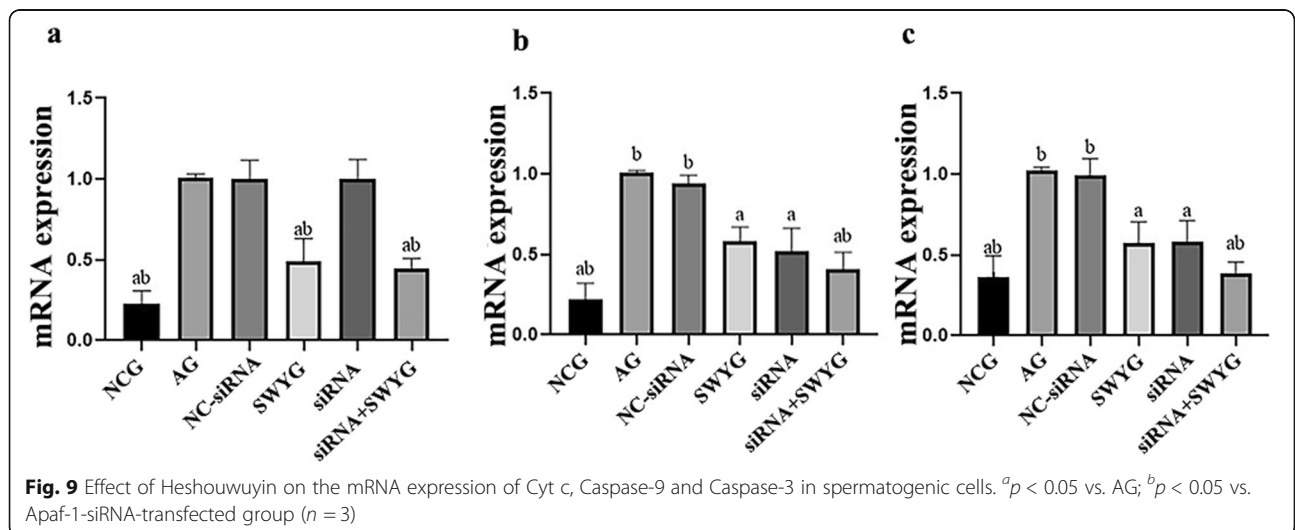 a
mRNA expression
1.5
1.0
0.5
0.0
ab
ab
ab
NCG
AG
NC-siRNA
SWYG
siRNA
siRNA+SWYG
b
mRNA expression
1.5
1.0
0.5
0.0
ab
b
b
a
a
ab
NCG
AG
NC-siRNA
SWYG
siRNA
siRNA+SWYG
c
mRNA expression
1.5
1.0
0.5
0.0
ab
b
b
a
a
ab
NCG
AG
NC-siRNA
SWYG
siRNA
siRNA+SWYG
Fig. 9 Effect of Heshouwuyin on the mRNA expression of Cyt c, Caspase-9 and Caspase-3 in spermatogenic cells. ᵃp < 0.05 vs. AG; ᵇp < 0.05 vs.
Apaf-1-siRNA-transfected group (n = 3)